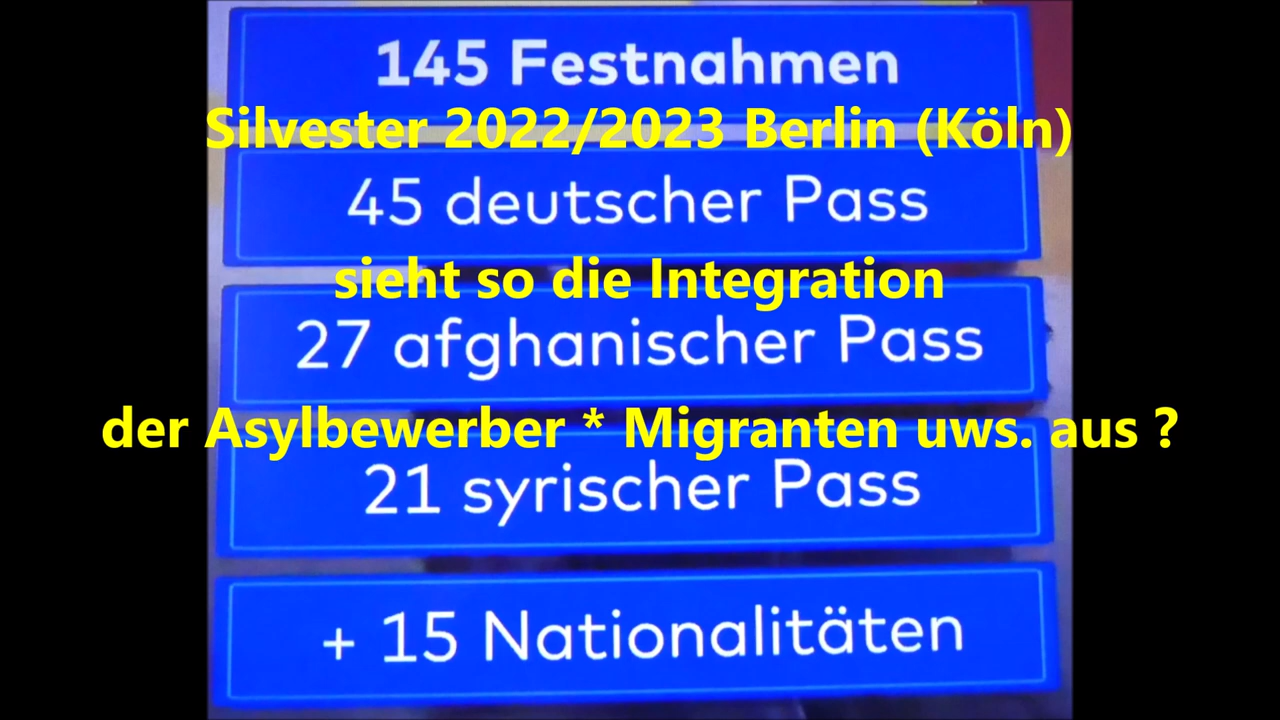 145 Festnahmen
Silvester 2022/2023 Berlin (Köln)
45 deutscher Pass
sieht so die Integration
27 afghanischer Pass
der Asylbewerber * Migranten uws. aus ?
21 syrischer Pass
+ 15 Nationalitäten